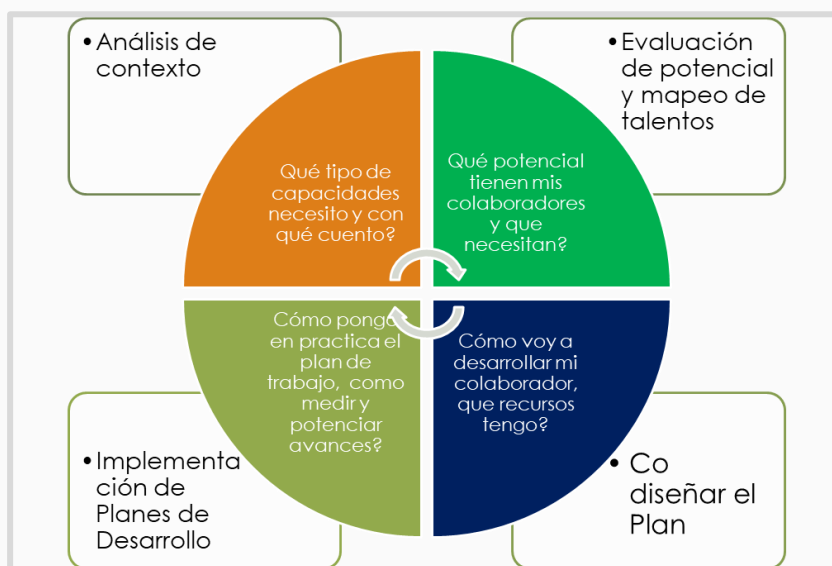 •Análisis de
contexto
•Evaluación
de potencial
y mapeo de
talentos
Qué tipo de
capacidades
necesito y con
qué cuento?
Qué potencial
tienen mis
colaboradores
y que
necesitan?
Cómo pongo
en practica el
plan de
trabajo, como
medir y
potenciar
avances?
Cómo voy a
desarrollar mi
colaborador,
que recursos
tengo?
•Implementa
ción de
Planes de
Desarrollo
• Co
diseñar el
Plan